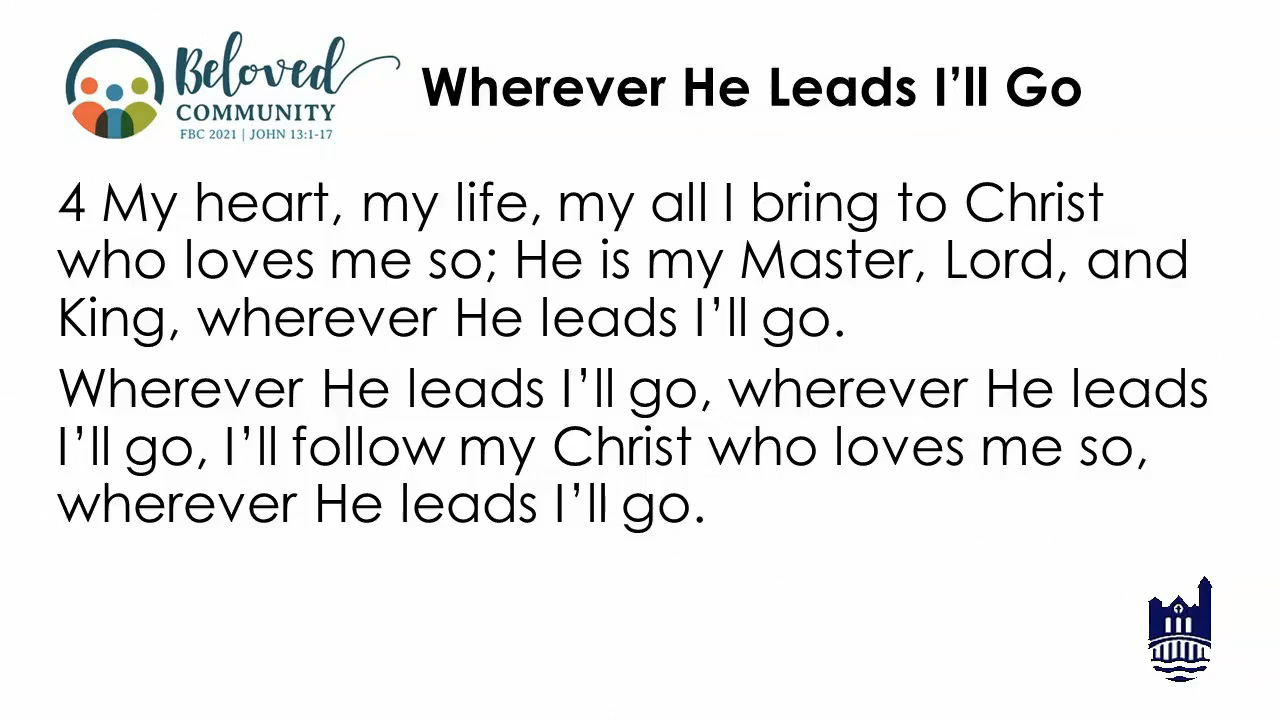 Beloved
COMMUNITY
FBC 2021 | JOHN 13:1-17
Wherever He Leads I’ll Go
4 My heart, my life, my all I bring to Christ
who loves me so; He is my Master, Lord, and
King, wherever He leads I’ll go.
Wherever He leads I’ll go, wherever He leads
I’ll go, I’ll follow my Christ who loves me so,
wherever He leads I’ll go.